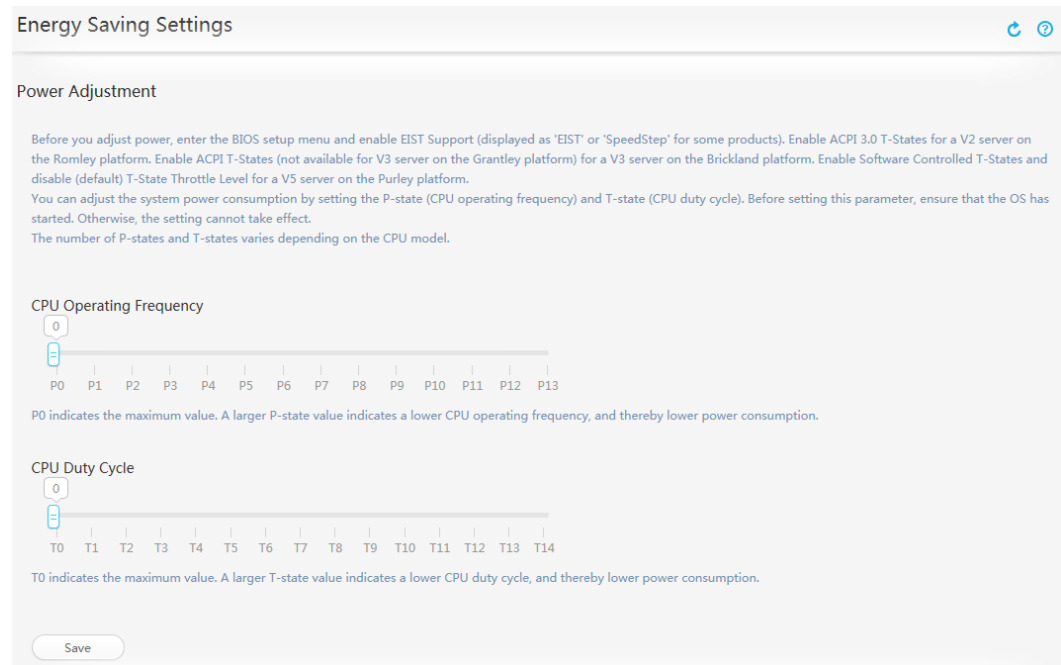 Energy Saving Settings
Power Adjustment
Before you adjust power, enter the BIOS setup menu and enable EIST Support (displayed as 'EIST' or 'SpeedStep' for some products). Enable ACPI 3.0 T-States for a V2 server on
the Romley platform. Enable ACPI T-States (not available for V3 server on the Grantley platform) for a V3 server on the Brickland platform. Enable Software Controlled T-States and
disable (default) T-State Throttle Level for a V5 server on the Purley platform.
You can adjust the system power consumption by setting the P-state (CPU operating frequency) and T-state (CPU duty cycle). Before setting this parameter, ensure that the OS has
started. Otherwise, the setting cannot take effect.
The number of P-states and T-states varies depending on the CPU model.
CPU Operating Frequency
0
P0 P1 P2 P3 P4 P5 P6 P7 P8 P9 P10 P11 P12 P13
P0 indicates the maximum value. A larger P-state value indicates a lower CPU operating frequency, and thereby lower power consumption.
CPU Duty Cycle
0
T0 T1 T2 T3 T4 T5 T6 T7 T8 T9 T10 T11 T12 T13 T14
T0 indicates the maximum value. A larger T-state value indicates a lower CPU duty cycle, and thereby lower power consumption.
Save